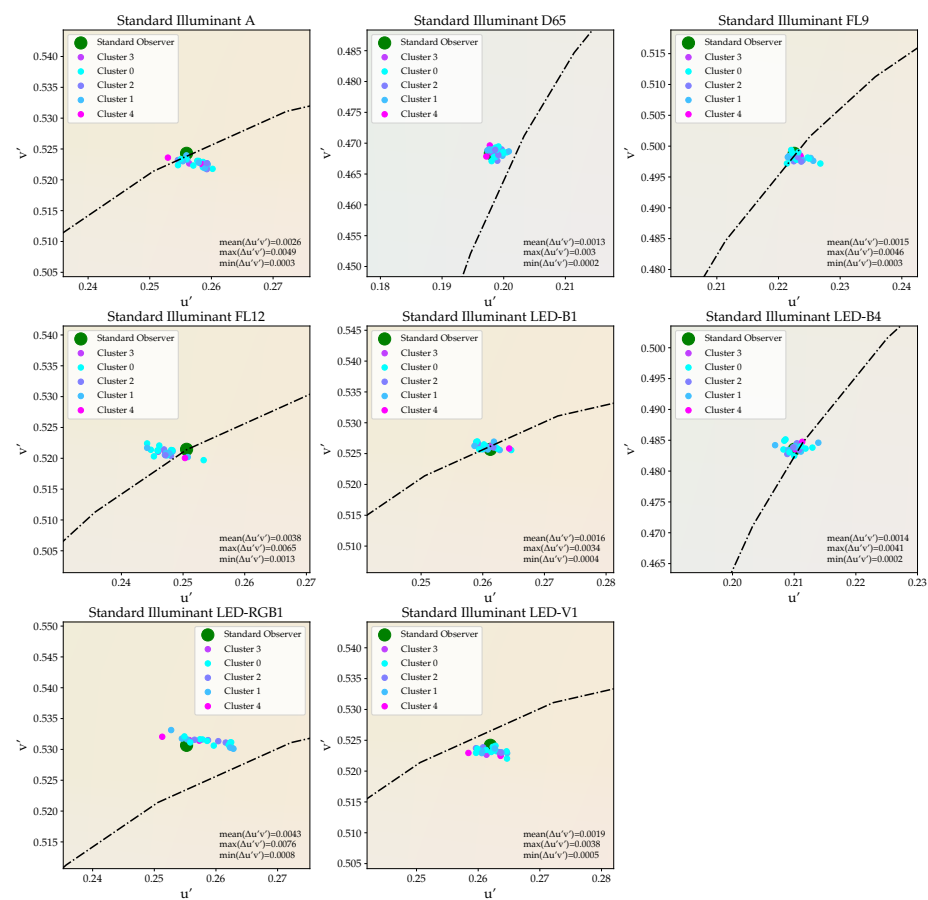 Standard Illuminant A
Standard Observer
Cluster 3
Cluster 0
Cluster 2
Cluster 1
Cluster 4
0.540
0.535
0.530
0.525
0.520
0.515
0.510
0.505
v′
mean(Δu′v′)=0.0026
max(Δu′v′)=0.0049
min(Δu′v′)=0.0003
0.24
0.25
0.26
0.27
u′
Standard Illuminant D65
Standard Observer
Cluster 3
Cluster 0
Cluster 2
Cluster 1
Cluster 4
0.485
0.480
0.475
0.470
0.465
0.460
0.455
0.450
v′
mean(Δu′v′)=0.0013
max(Δu′v′)=0.003
min(Δu′v′)=0.0002
0.18
0.19
0.20
0.21
u′
Standard Illuminant FL9
Standard Observer
Cluster 3
Cluster 0
Cluster 2
Cluster 1
Cluster 4
0.515
0.510
0.505
0.500
0.495
0.490
0.485
0.480
v′
mean(Δu′v′)=0.0015
max(Δu′v′)=0.0046
min(Δu′v′)=0.0003
0.21
0.22
0.23
0.24
u′
Standard Illuminant FL12
Standard Observer
Cluster 3
Cluster 0
Cluster 2
Cluster 1
Cluster 4
0.540
0.535
0.530
0.525
0.520
0.515
0.510
0.505
v′
mean(Δu′v′)=0.0038
max(Δu′v′)=0.0065
min(Δu′v′)=0.0013
0.24
0.25
0.26
0.27
u′
Standard Illuminant LED-B1
Standard Observer
Cluster 3
Cluster 0
Cluster 2
Cluster 1
Cluster 4
0.545
0.540
0.535
0.530
0.525
0.520
0.515
0.510
v′
mean(Δu′v′)=0.0016
max(Δu′v′)=0.0034
min(Δu′v′)=0.0004
0.25
0.26
0.27
0.28
u′
Standard Illuminant LED-B4
Standard Observer
Cluster 3
Cluster 0
Cluster 2
Cluster 1
Cluster 4
0.500
0.495
0.490
0.485
0.480
0.475
0.470
0.465
v′
mean(Δu′v′)=0.0014
max(Δu′v′)=0.0041
min(Δu′v′)=0.0002
0.20
0.21
0.22
0.23
u′
Standard Illuminant LED-RGB1
Standard Observer
Cluster 3
Cluster 0
Cluster 2
Cluster 1
Cluster 4
0.550
0.545
0.540
0.535
0.530
0.525
0.520
0.515
v′
mean(Δu′v′)=0.0043
max(Δu′v′)=0.0076
min(Δu′v′)=0.0008
0.24
0.25
0.26
0.27
u′
Standard Illuminant LED-V1
Standard Observer
Cluster 3
Cluster 0
Cluster 2
Cluster 1
Cluster 4
0.540
0.535
0.530
0.525
0.520
0.515
0.510
0.505
v′
mean(Δu′v′)=0.0019
max(Δu′v′)=0.0038
min(Δu′v′)=0.0005
0.25
0.26
0.27
0.28
u′